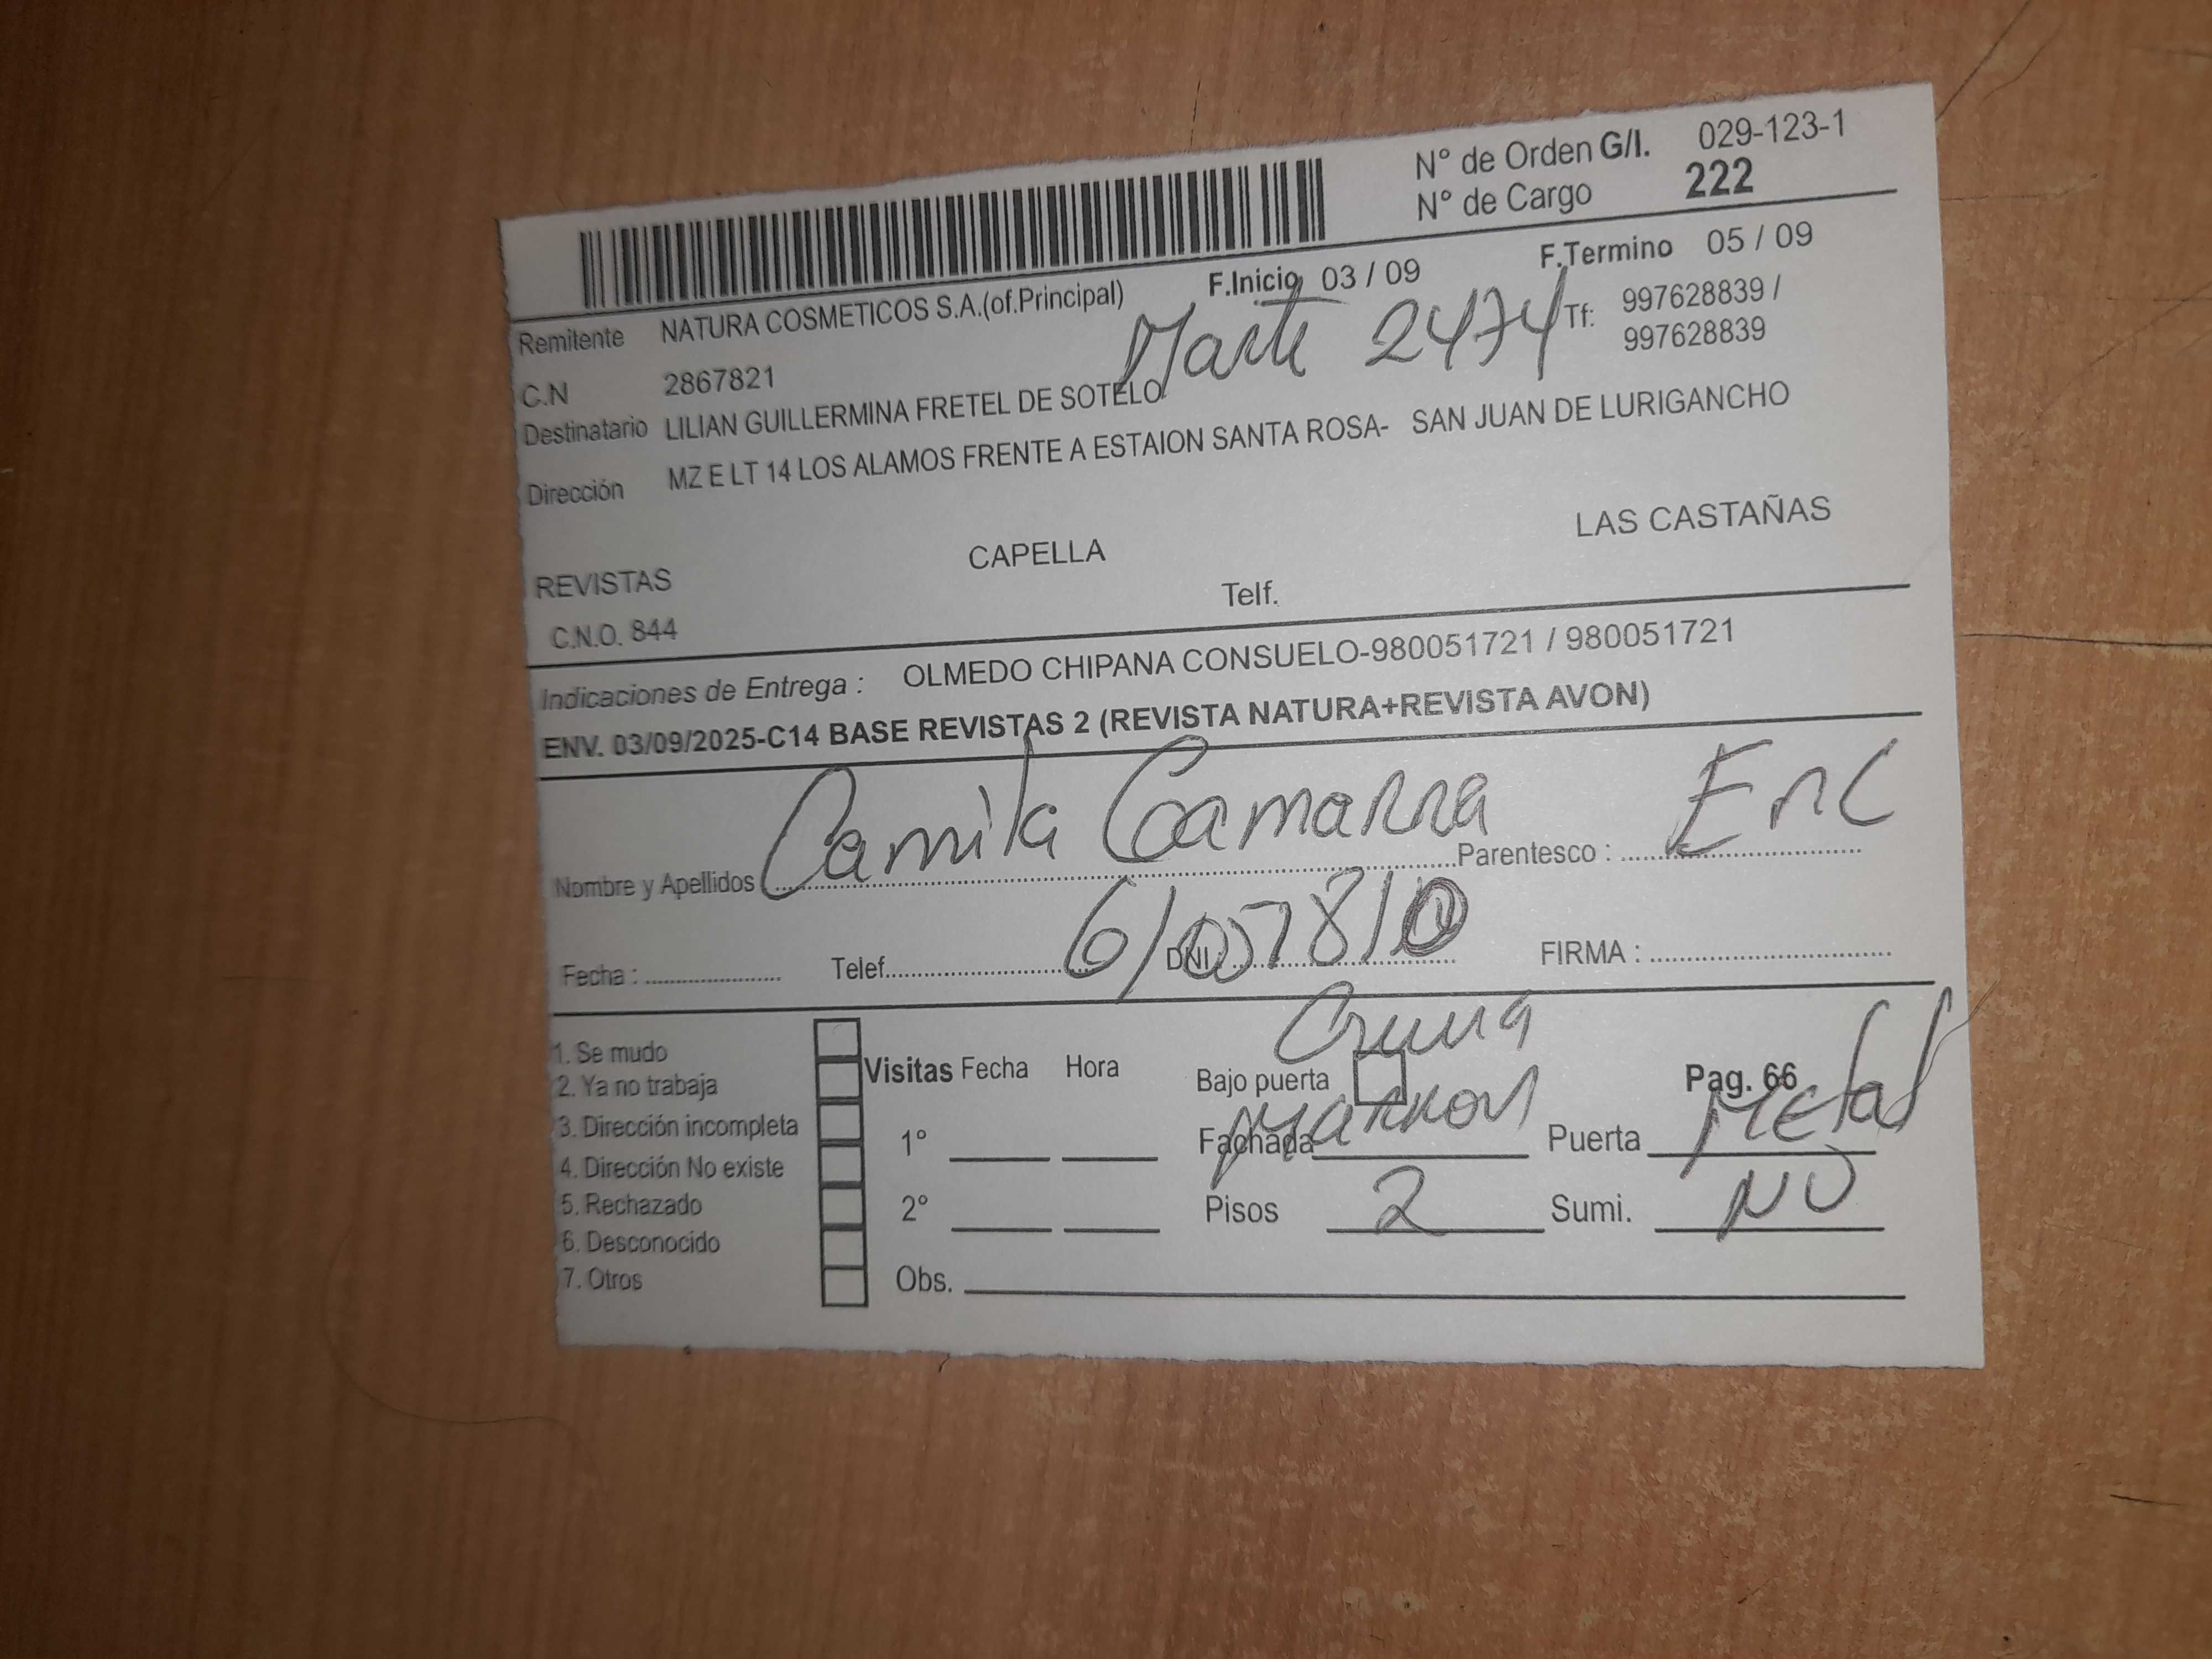 N° de Orden G/I. 029-123-1
N° de Cargo 222
F.Inicio 03 / 09 F.Termino 05 / 09
Remitente NATURA COSMETICOS S.A.(of.Principal)
Marte 2474
Tf: 997628839 /
997628839
C.N 2867821
Destinatario LILIAN GUILLERMINA FRETEL DE SOTELO
Dirección MZ E LT 14 LOS ALAMOS FRENTE A ESTAION SANTA ROSA- SAN JUAN DE LURIGANCHO
REVISTAS CAPELLA LAS CASTAÑAS
C.N.O. 844 Telf.
Indicaciones de Entrega : OLMEDO CHIPANA CONSUELO-980051721 / 980051721
ENV. 03/09/2025-C14 BASE REVISTAS 2 (REVISTA NATURA+REVISTA AVON)
Nombre y Apellidos Camila Gamarra Parentesco : Enc
Fecha : Telef. DNI. FIRMA :
1. Se mudo
2. Ya no trabaja
3. Dirección incompleta
4. Dirección No existe
5. Rechazado
6. Desconocido
7. Otros
Visitas Fecha Hora
1°
2°
Obs.
Bajo puerta Pag. 66
Fachada Marron Puerta Metal
Pisos 2 Sumi. NO